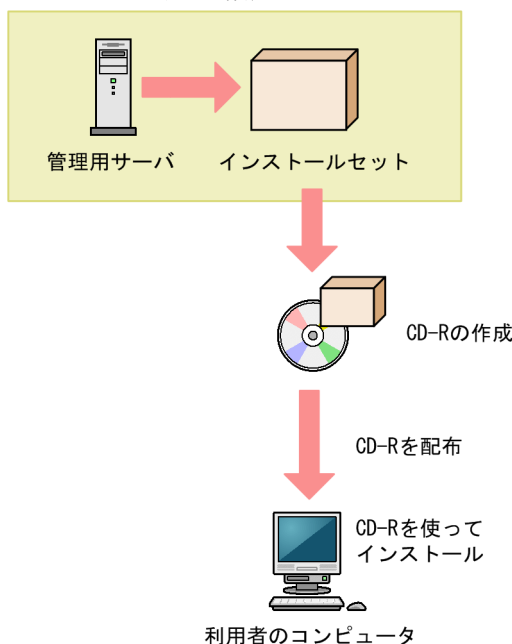 管理用サーバ
インストールセット
CD-Rの作成
CD-Rを配布
CD-Rを使って
インストール
利用者のコンピュータ